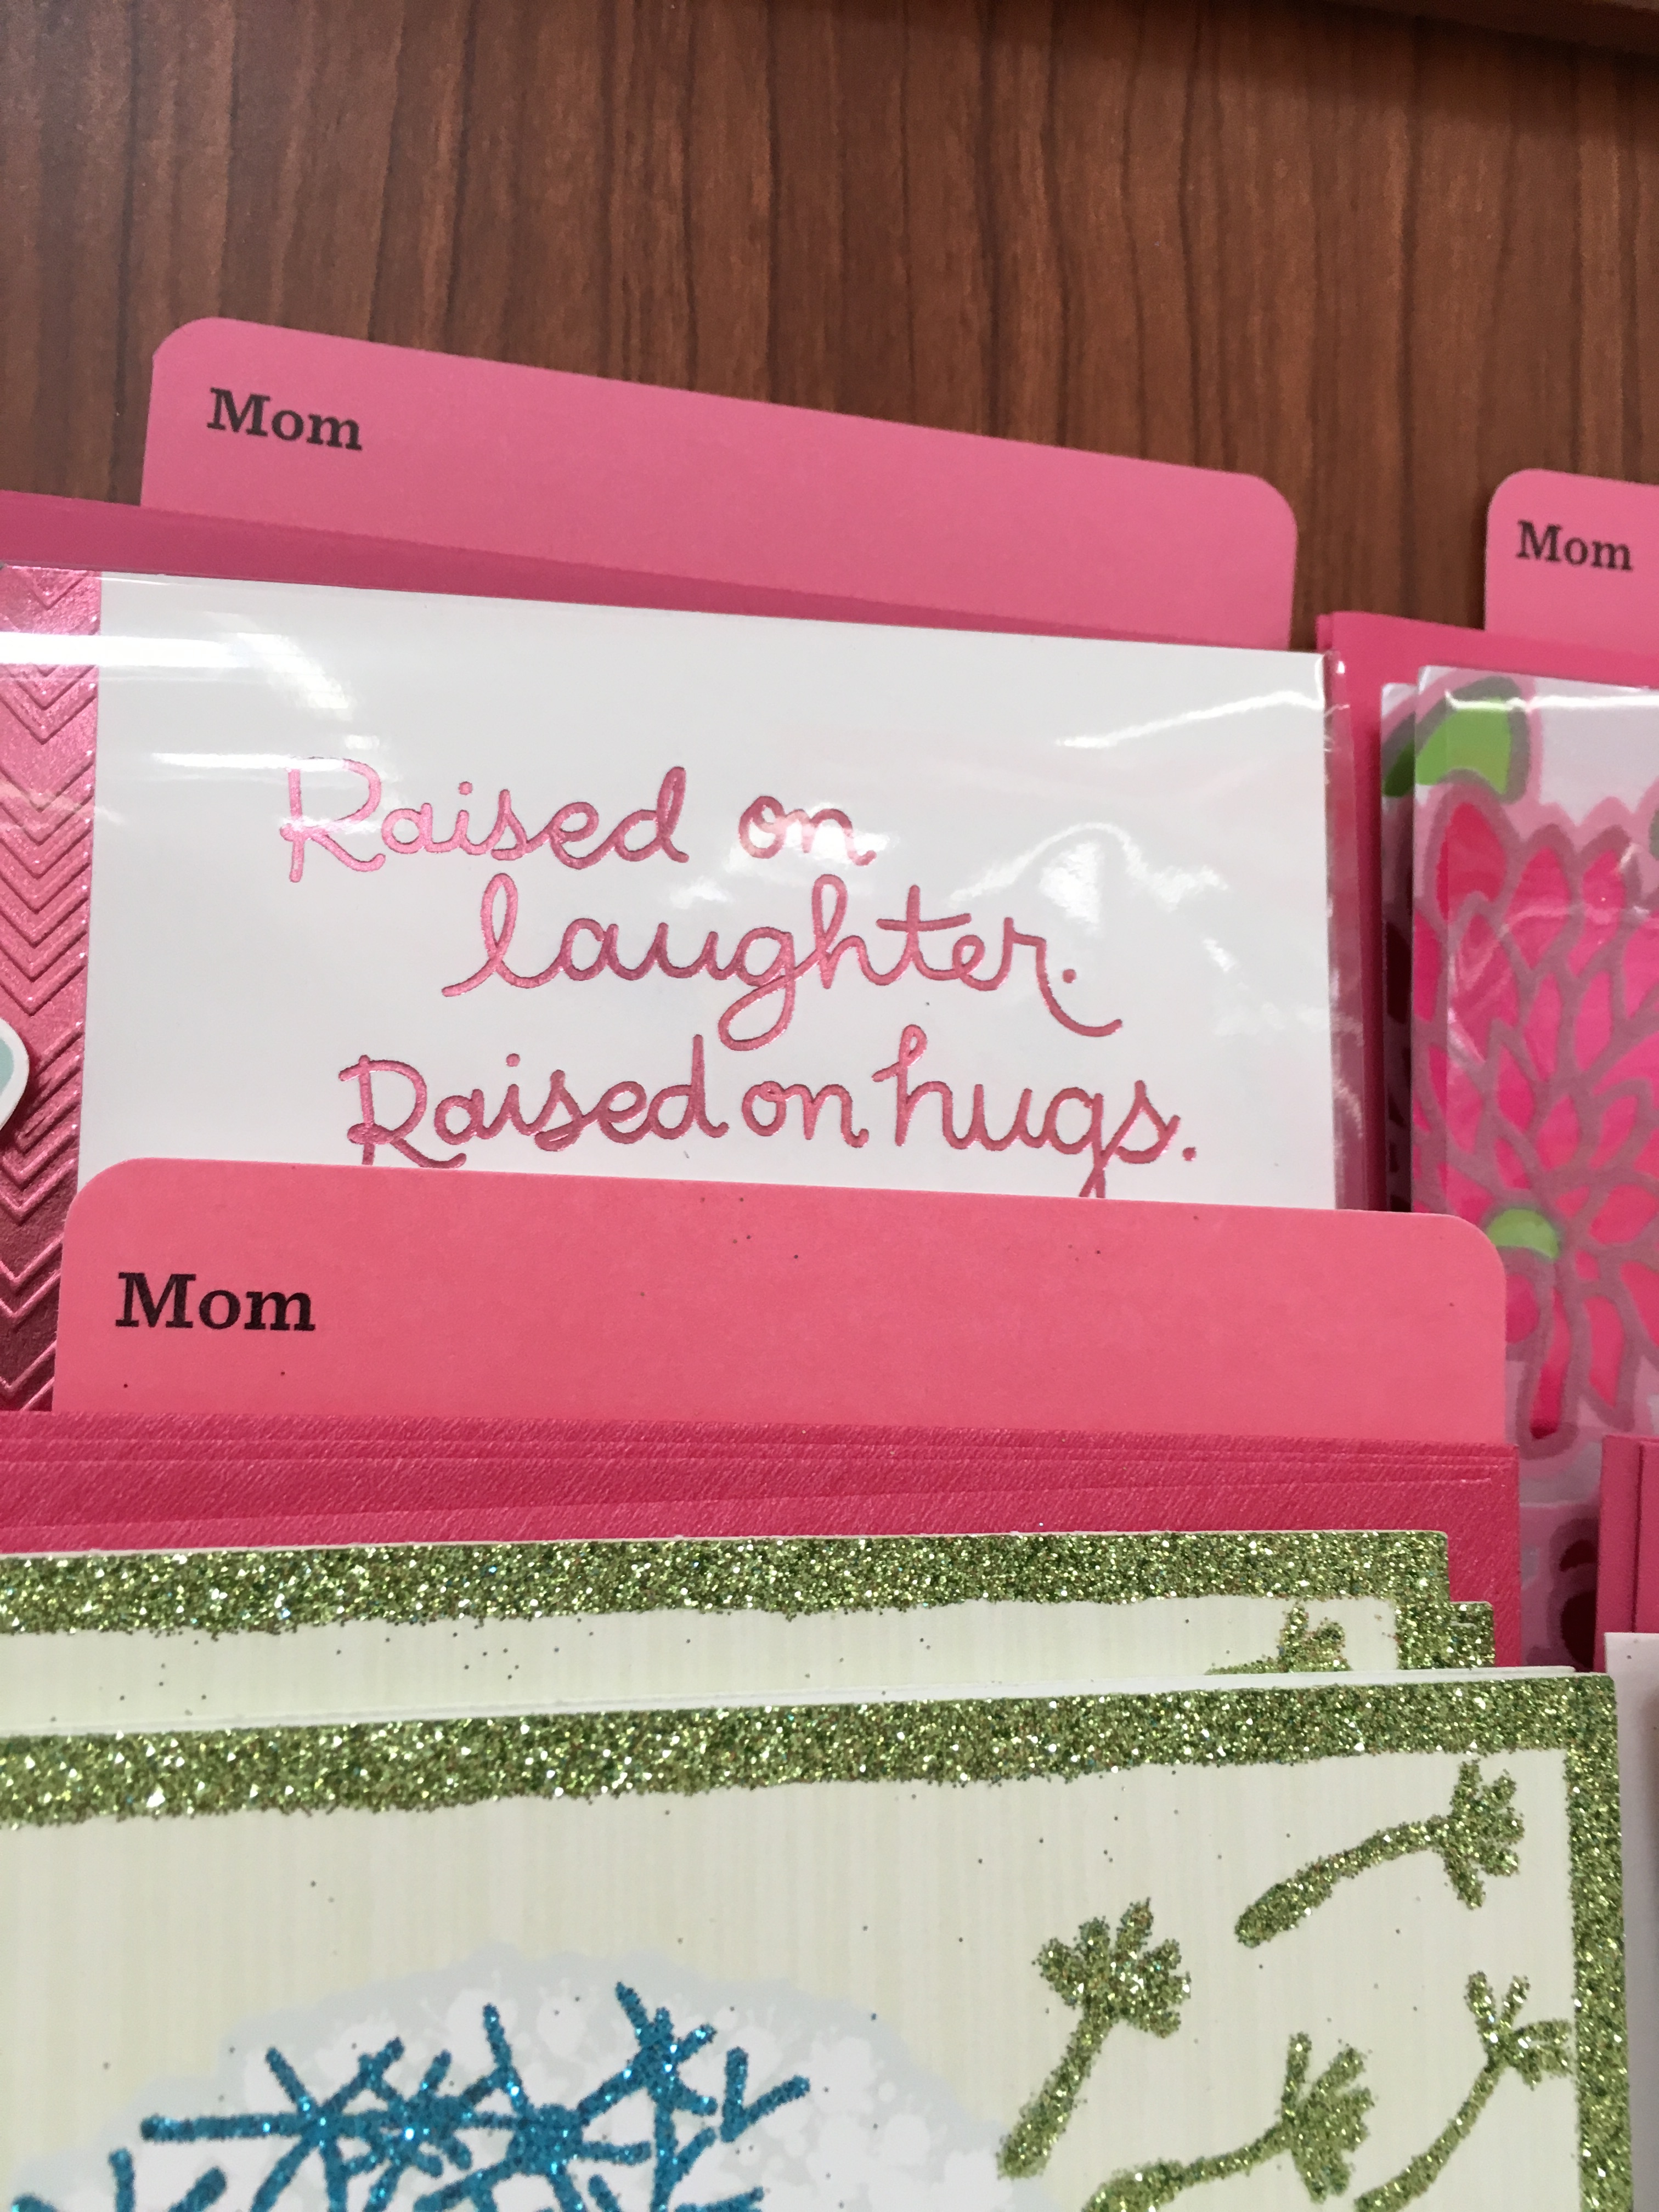 Mom
Mom
Raised on
laughter.
Raised on hugs.
Mom